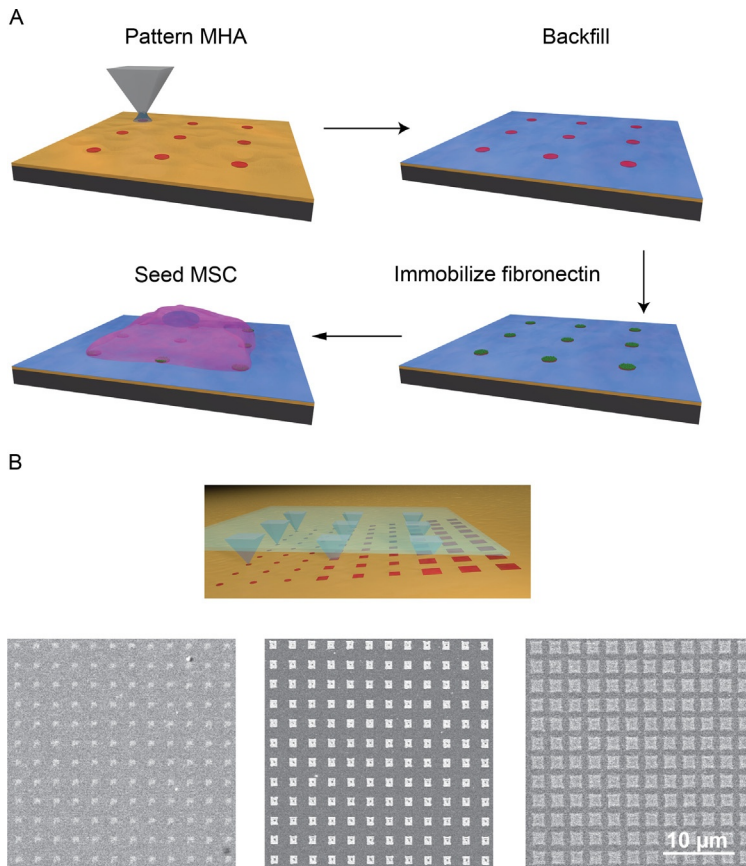 A
Pattern MHA
Backfill
Seed MSC
Immobilize fibronectin
B
10 µm